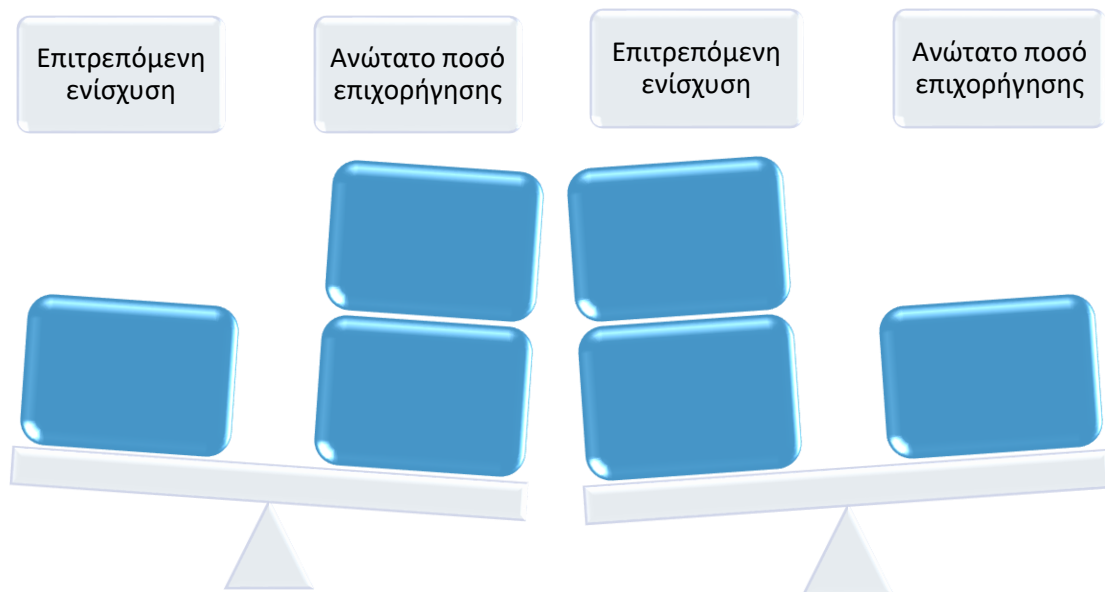 Επιτρεπόμενη
ενίσχυση
Ανώτατο ποσό
επιχορήγησης
Επιτρεπόμενη
ενίσχυση
Ανώτατο ποσό
επιχορήγησης